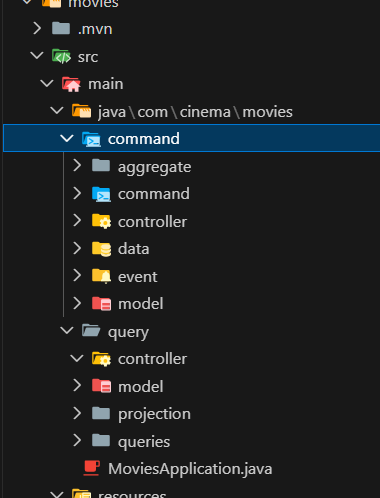 movies
.mvn
src
main
java\com\cinema\movies
command
aggregate
command
controller
data
event
model
query
controller
model
projection
queries
MoviesApplication.java
resources